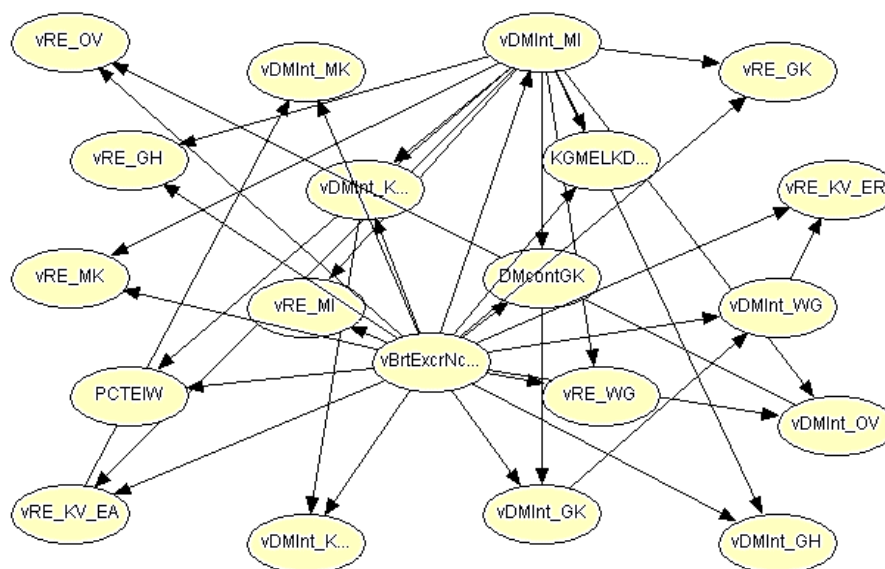 vRE_OV
vDMInt_MK
vDMInt_MI
vRE_GK
vRE_GH
vDMInt_K...
KGMELKD...
vRE_KV_ER
vRE_MK
vRE_MI
DMcontGK
vDMInt_WG
vBrtExcrNc...
PCTEIW
vRE_WG
vDMInt_OV
vRE_KV_EA
vDMInt_K...
vDMInt_GK
vDMInt_GH